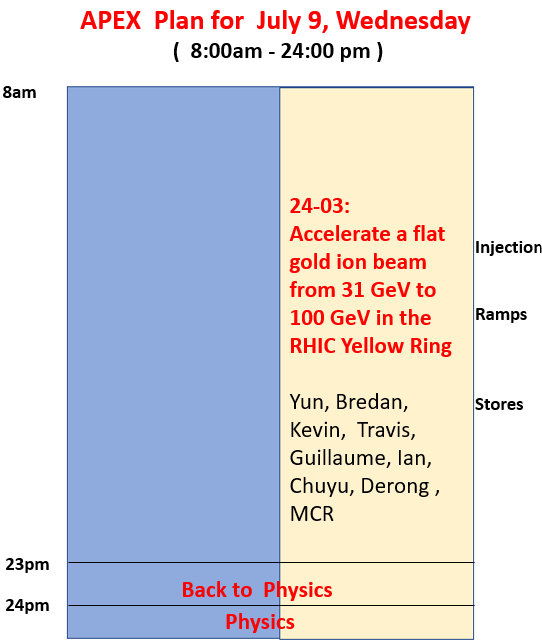 APEX Plan for July 9, Wednesday
( 8:00am - 24:00 pm )
8am
24-03:
Accelerate a flat
gold ion beam
from 31 GeV to
100 GeV in the
RHIC Yellow Ring
Injection
Ramps
Stores
Yun, Bredan,
Kevin, Travis,
Guillaume, Ian,
Chuyu, Derong ,
MCR
23pm
Back to Physics
24pm
Physics